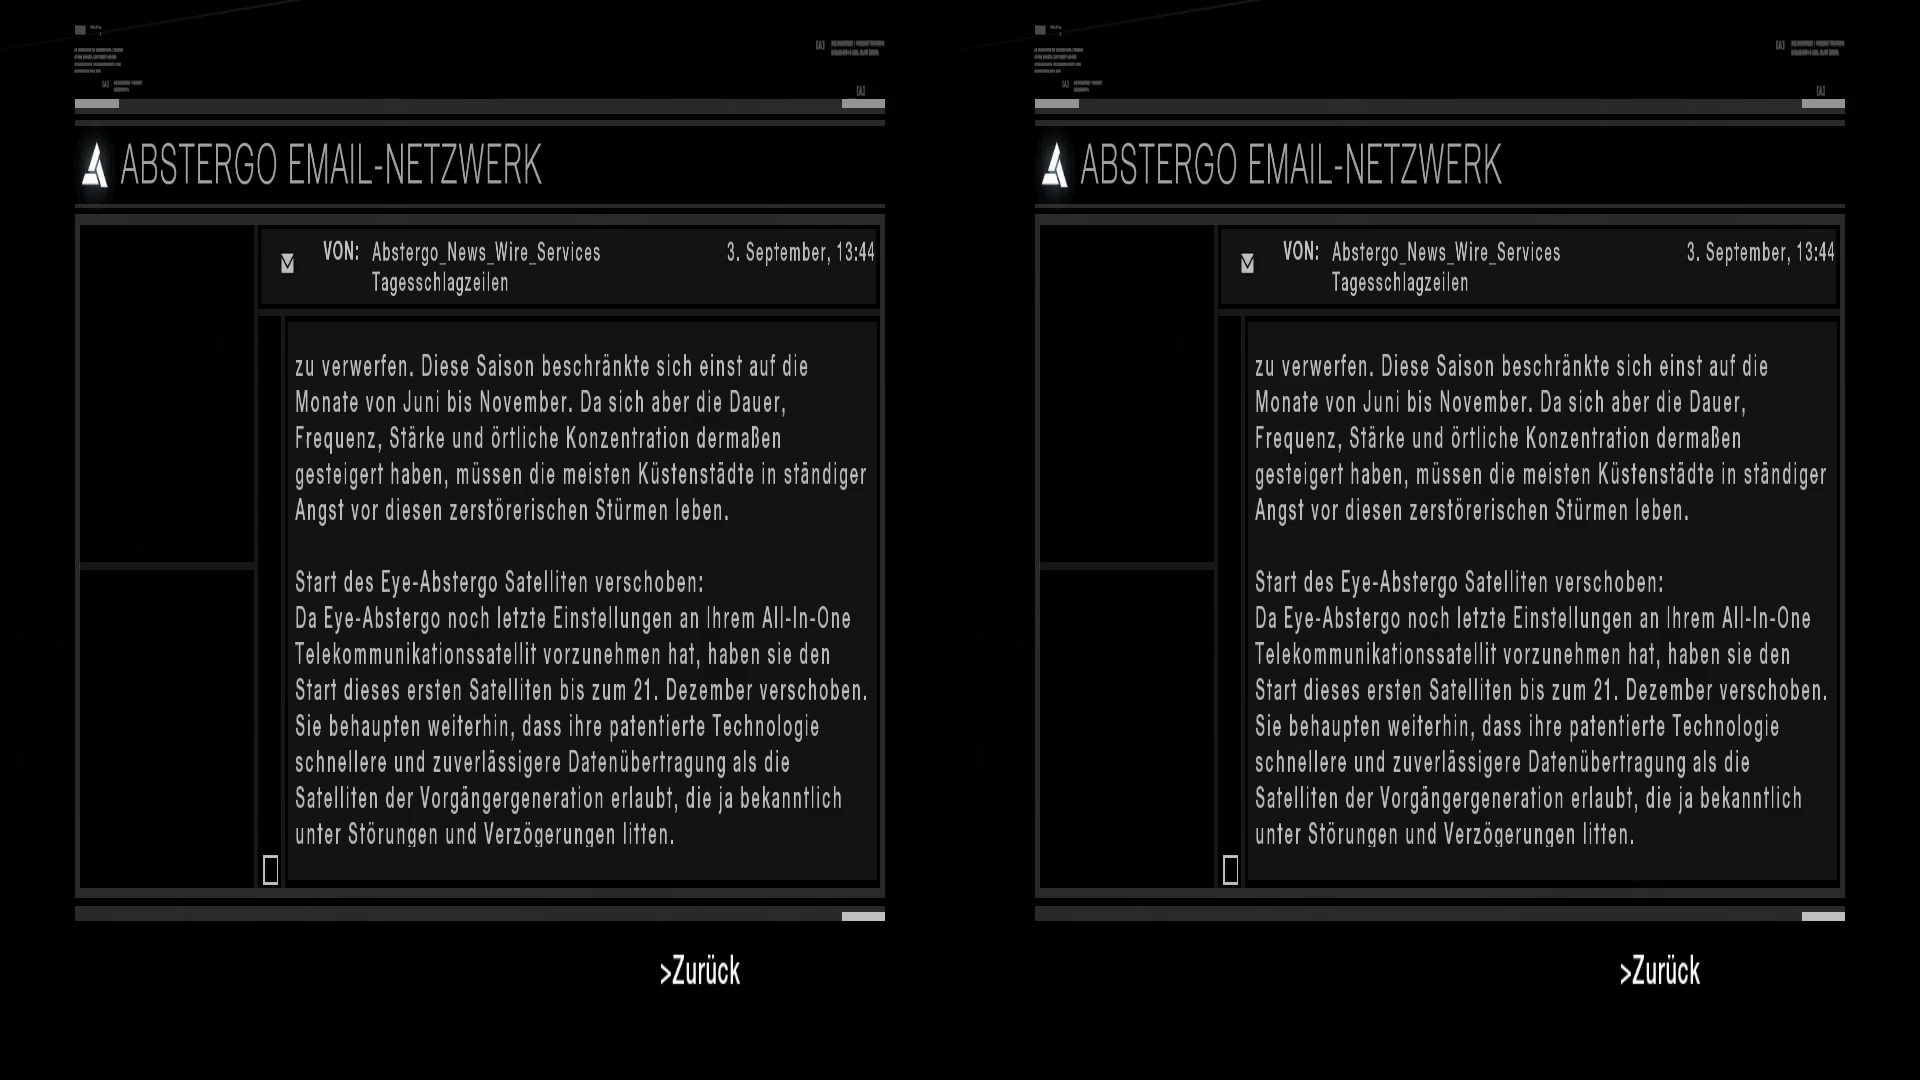 ABSTERGO EMAIL-NETZWERK
VON: Abstergo_News_Wire_Services 3. September, 13:44
Tagesschlagzeilen
zu verwerfen. Diese Saison beschränkte sich einst auf die
Monate von Juni bis November. Da sich aber die Dauer,
Frequenz, Stärke und örtliche Konzentration dermaßen
gesteigert haben, müssen die meisten Küstenstädte in ständiger
Angst vor diesen zerstörerischen Stürmen leben.
Start des Eye-Abstergo Satelliten verschoben:
Da Eye-Abstergo noch letzte Einstellungen an Ihrem All-In-One
Telekommunikationssatellit vorzunehmen hat, haben sie den
Start dieses ersten Satelliten bis zum 21. Dezember verschoben.
Sie behaupten weiterhin, dass ihre patentierte Technologie
schnellere und zuverlässigere Datenübertragung als die
Satelliten der Vorgängergeneration erlaubt, die ja bekanntlich
unter Störungen und Verzögerungen litten.
>Zurück
ABSTERGO EMAIL-NETZWERK
VON: Abstergo_News_Wire_Services 3. September, 13:44
Tagesschlagzeilen
zu verwerfen. Diese Saison beschränkte sich einst auf die
Monate von Juni bis November. Da sich aber die Dauer,
Frequenz, Stärke und örtliche Konzentration dermaßen
gesteigert haben, müssen die meisten Küstenstädte in ständiger
Angst vor diesen zerstörerischen Stürmen leben.
Start des Eye-Abstergo Satelliten verschoben:
Da Eye-Abstergo noch letzte Einstellungen an Ihrem All-In-One
Telekommunikationssatellit vorzunehmen hat, haben sie den
Start dieses ersten Satelliten bis zum 21. Dezember verschoben.
Sie behaupten weiterhin, dass ihre patentierte Technologie
schnellere und zuverlässigere Datenübertragung als die
Satelliten der Vorgängergeneration erlaubt, die ja bekanntlich
unter Störungen und Verzögerungen litten.
>Zurück